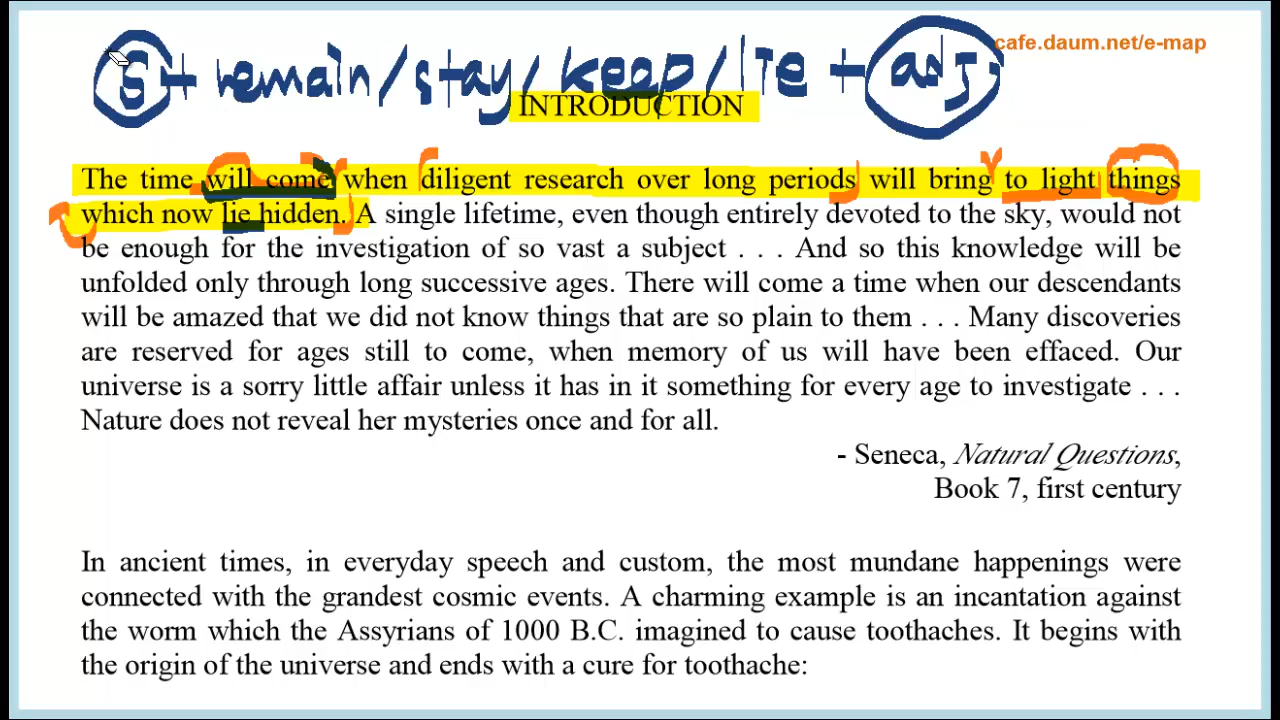 cafe.daum.net/e-map
S + remain / stay / keep / lie + adj.
INTRODUCTION
The time will come when diligent research over long periods will bring to light things
which now lie hidden. A single lifetime, even though entirely devoted to the sky, would not
be enough for the investigation of so vast a subject . . . And so this knowledge will be
unfolded only through long successive ages. There will come a time when our descendants
will be amazed that we did not know things that are so plain to them . . . Many discoveries
are reserved for ages still to come, when memory of us will have been effaced. Our
universe is a sorry little affair unless it has in it something for every age to investigate . . .
Nature does not reveal her mysteries once and for all.
- Seneca, Natural Questions,
Book 7, first century
In ancient times, in everyday speech and custom, the most mundane happenings were
connected with the grandest cosmic events. A charming example is an incantation against
the worm which the Assyrians of 1000 B.C. imagined to cause toothaches. It begins with
the origin of the universe and ends with a cure for toothache: